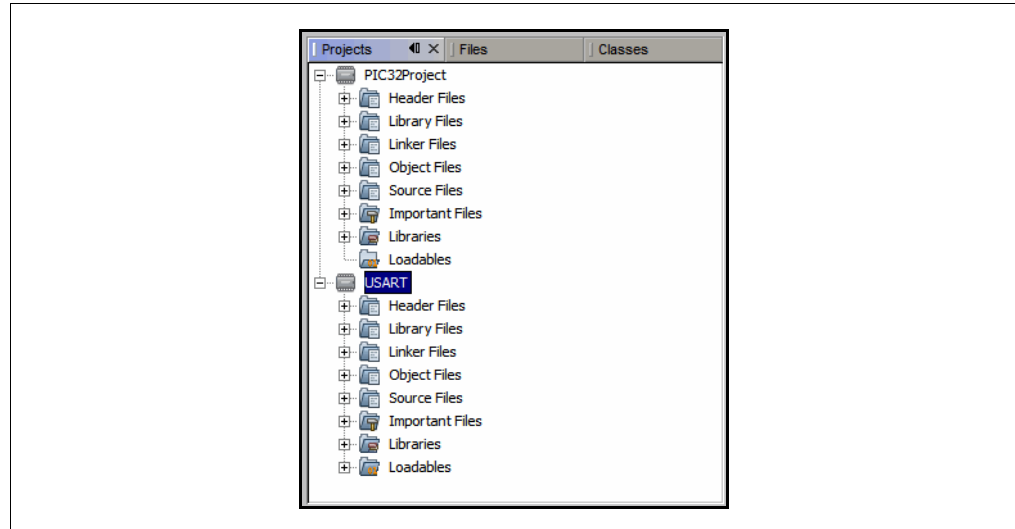 Projects Files Classes
PIC32Project
Header Files
Library Files
Linker Files
Object Files
Source Files
Important Files
Libraries
Loadables
USART
Header Files
Library Files
Linker Files
Object Files
Source Files
Important Files
Libraries
Loadables